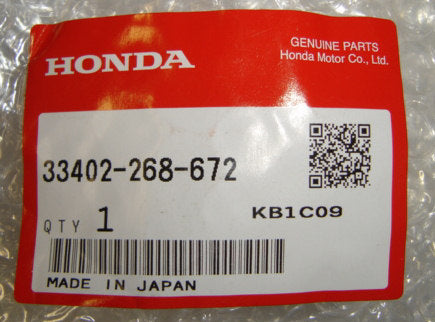 HONDA
GENUINE PARTS
Honda Motor Co., Ltd.
33402-268-672
QTY 1
KB1C09
MADE IN JAPAN